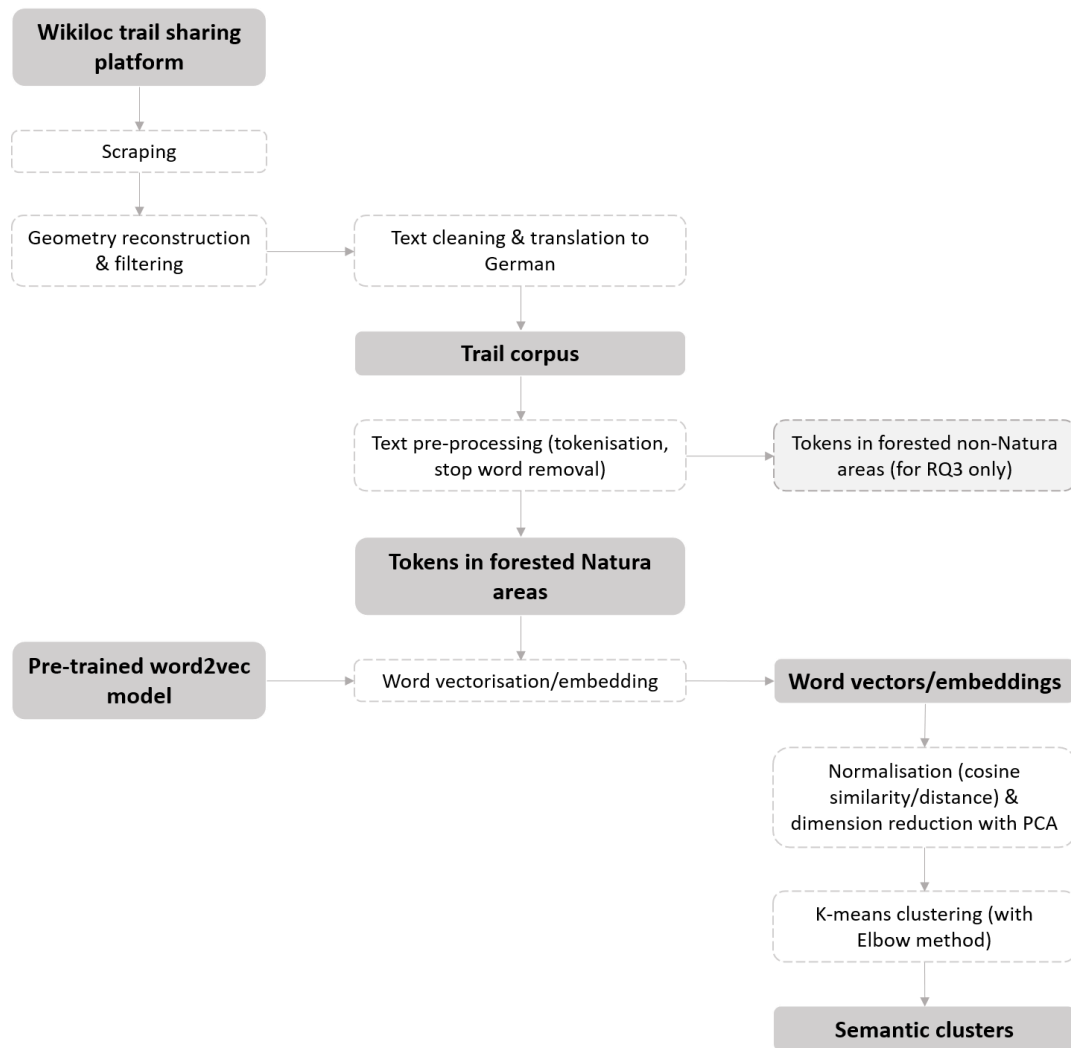 Wikiloc trail sharing
platform
Scraping
Geometry reconstruction
& filtering
Text cleaning & translation to
German
Trail corpus
Text pre-processing (tokenisation,
stop word removal)
Tokens in forested non-Natura
areas (for RQ3 only)
Tokens in forested Natura
areas
Pre-trained word2vec
model
Word vectorisation/embedding
Word vectors/embeddings
Normalisation (cosine
similarity/distance) &
dimension reduction with PCA
K-means clustering (with
Elbow method)
Semantic clusters